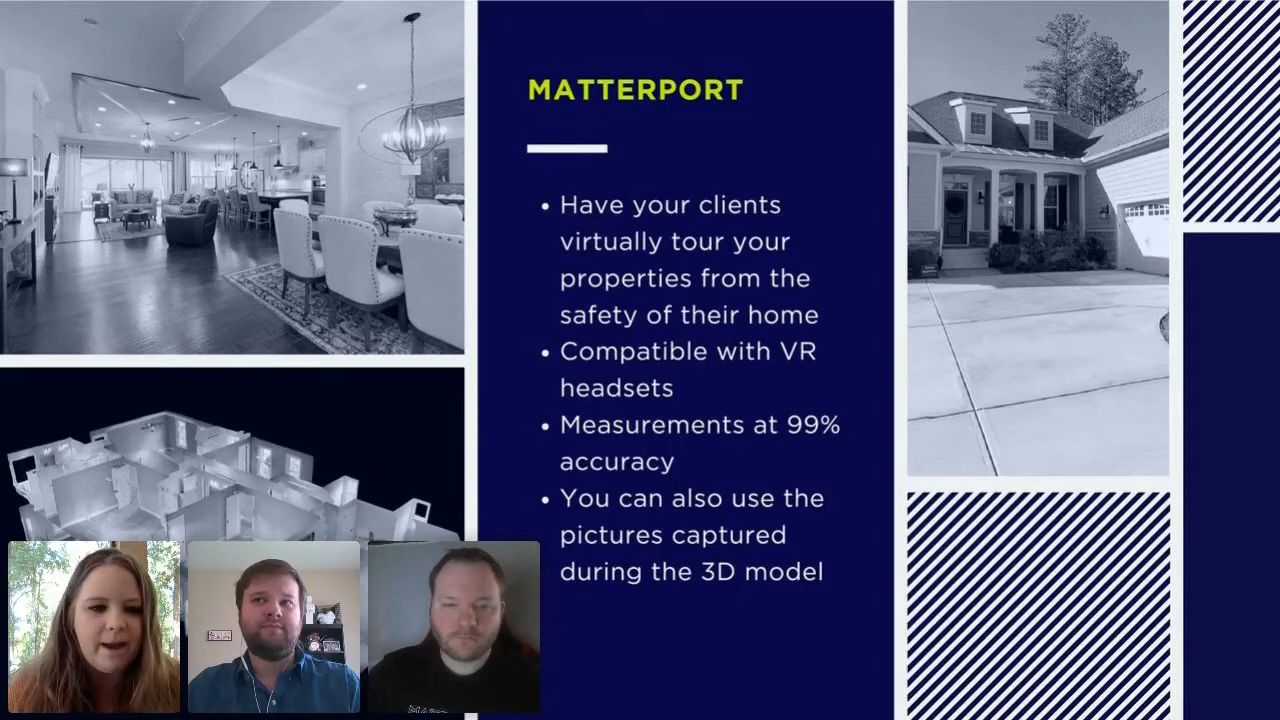 MATTERPORT
• Have your clients
virtually tour your
properties from the
safety of their home
• Compatible with VR
headsets
• Measurements at 99%
accuracy
• You can also use the
pictures captured
during the 3D model